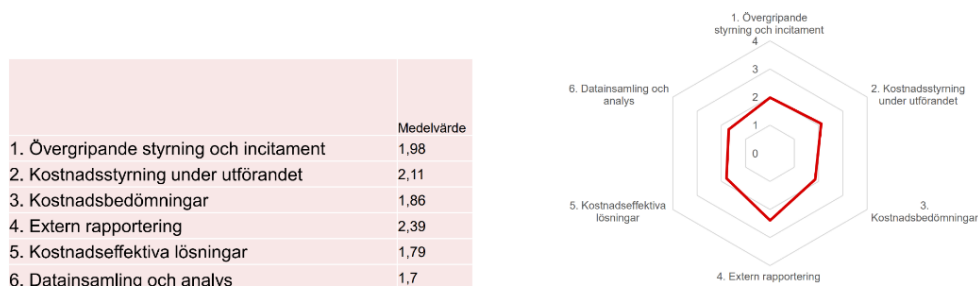 Medelvärde
1. Övergripande styrning och incitament 1,98
2. Kostnadsstyrning under utförandet 2,11
3. Kostnadsbedömningar 1,86
4. Extern rapportering 2,39
5. Kostnadseffektiva lösningar 1,79
6. Datainsamling och analys 1,7
1. Övergripande
styrning och incitament
4
3
2
1
0
2. Kostnadsstyrning
under utförandet
3.
Kostnadsbedömningar
4. Extern rapportering
5. Kostnadseffektiva
lösningar
6. Datainsamling och
analys